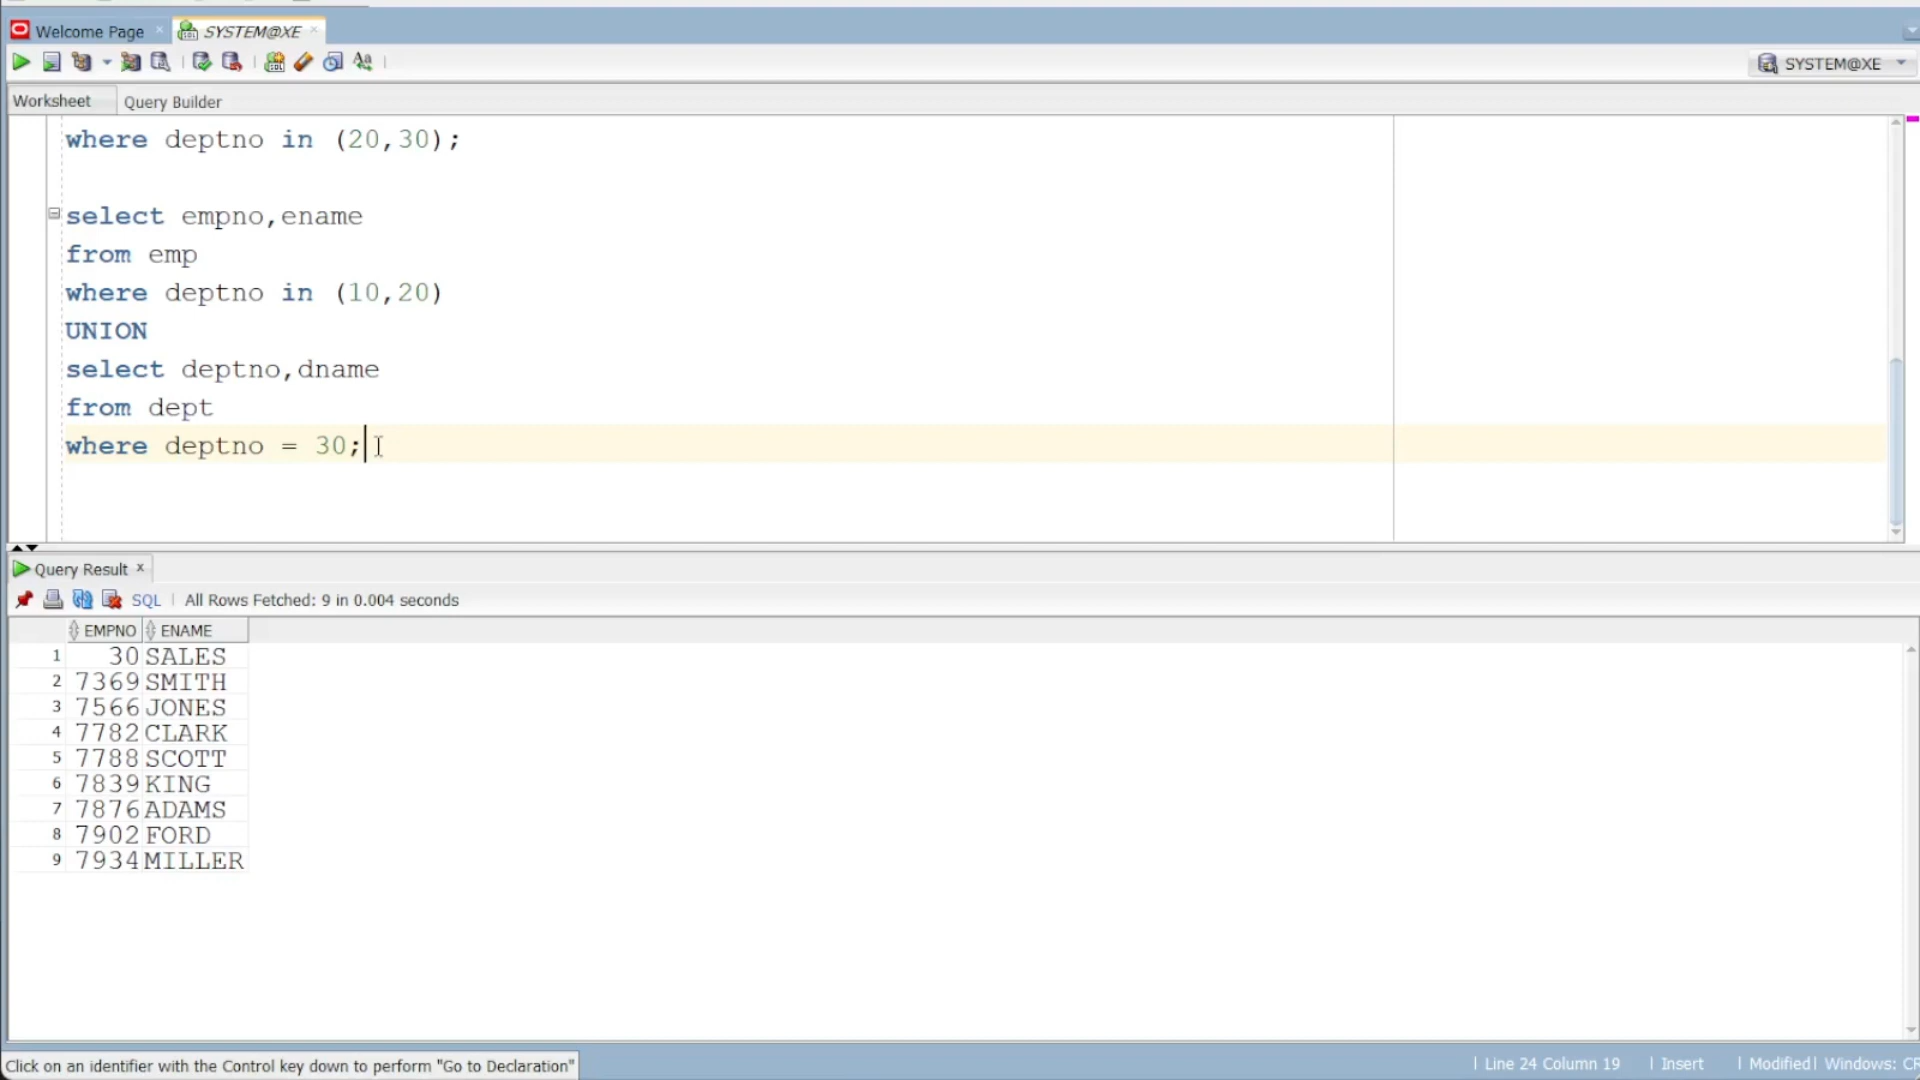 Welcome Page
SYSTEM@XE
SYSTEM@XE
Worksheet
Query Builder
where deptno in (20,30);
select empno,ename
from emp
where deptno in (10,20)
UNION
select deptno,dname
from dept
where deptno = 30;
Query Result
SQL | All Rows Fetched: 9 in 0.004 seconds
EMPNO ENAME
1 30 SALES
2 7369 SMITH
3 7566 JONES
4 7782 CLARK
5 7788 SCOTT
6 7839 KING
7 7876 ADAMS
8 7902 FORD
9 7934 MILLER
Click on an identifier with the Control key down to perform "Go to Declaration"
| Line 24 Column 19 | Insert | Modified | Windows: CR